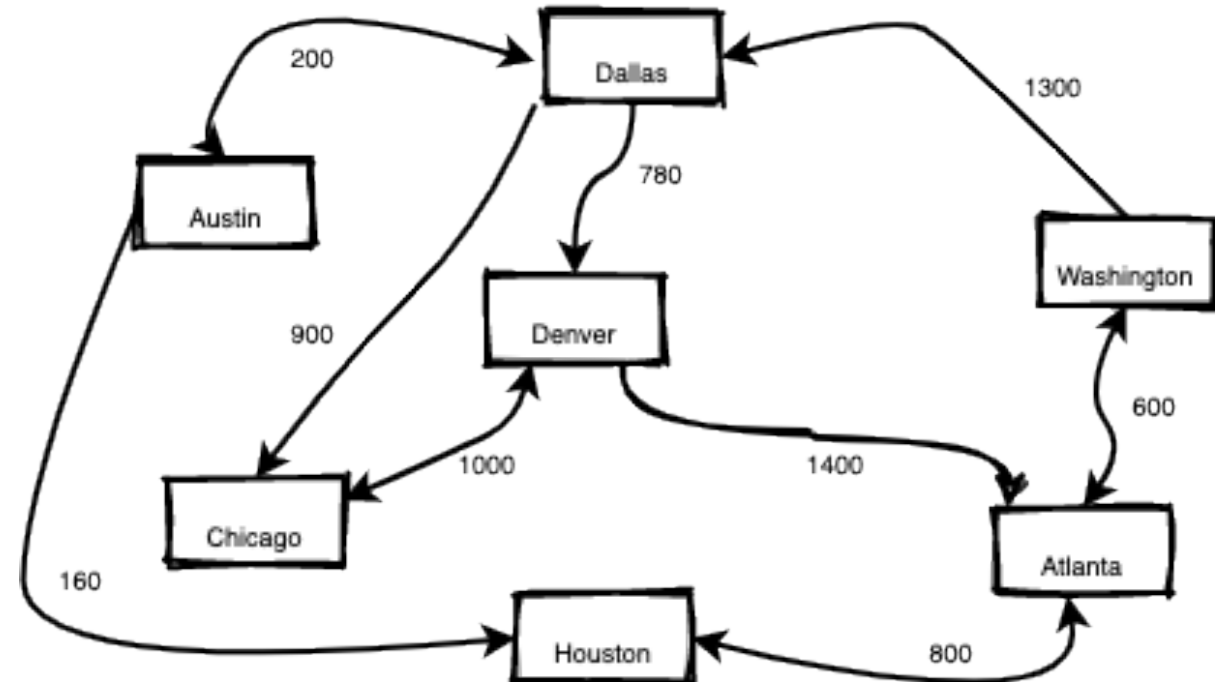 Dallas
200
1300
780
Austin
Washington
900
Denver
600
1000
1400
Chicago
Atlanta
160
Houston
800